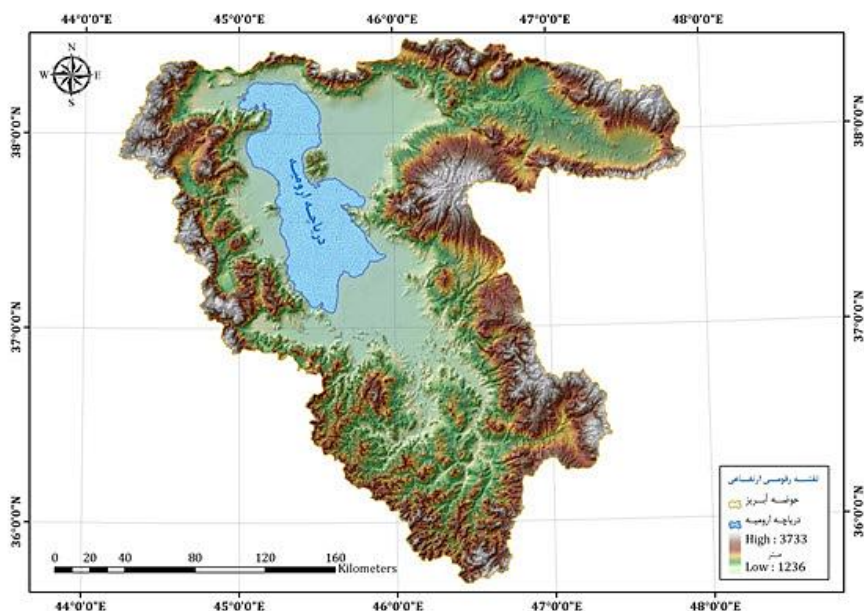 44°0'0"E 45°0'0"E 46°0'0"E 47°0'0"E 48°0'0"E
N
W E
S
38°0'0"N 38°0'0"N
دریاچه ارومیه
37°0'0"N 37°0'0"N
36°0'0"N 36°0'0"N
نقشه رقومی ارتفاعی
حوضه آبریز
دریاچه ارومیه
High : 3733
متر
Low : 1236
0 10 20 40 80 120 160
Kilometers
44°0'0"E 45°0'0"E 46°0'0"E 47°0'0"E 48°0'0"E